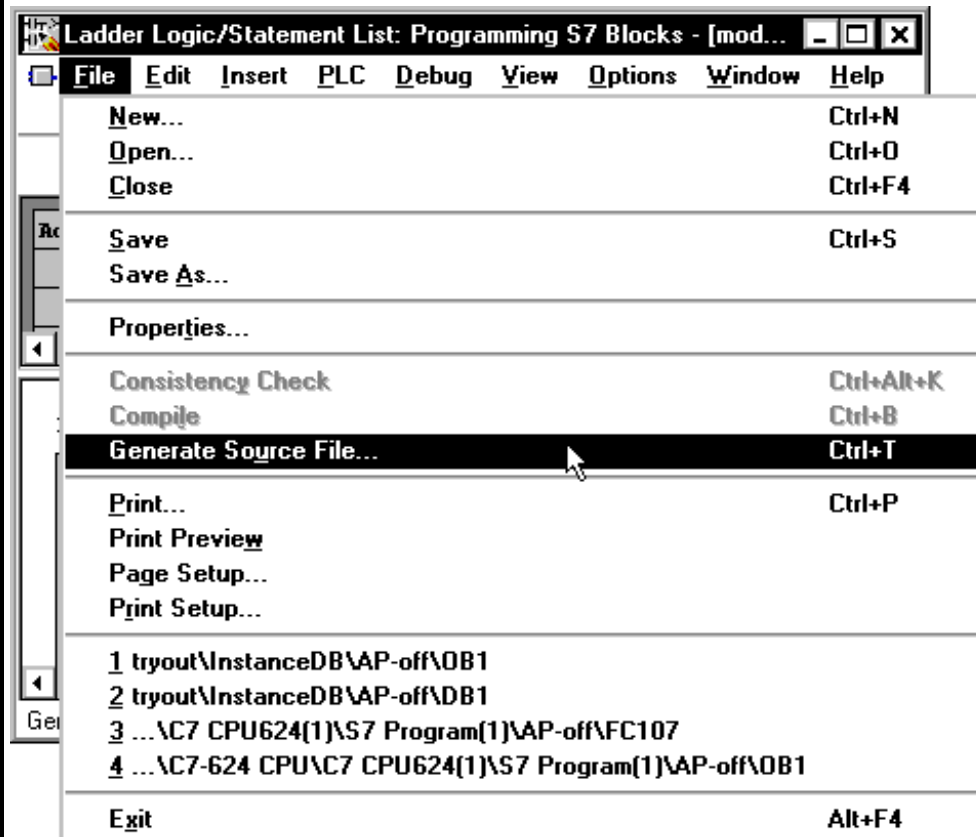 Ladder Logic/Statement List: Programming S7 Blocks - [mod...
File Edit Insert PLC Debug View Options Window Help
New... Ctrl+N
Open... Ctrl+O
Close Ctrl+F4
Save Ctrl+S
Save As...
Properties...
Consistency Check Ctrl+Alt+K
Compile Ctrl+B
Generate Source File... Ctrl+T
Print... Ctrl+P
Print Preview
Page Setup...
Print Setup...
1 tryout\InstanceDB\AP-off\OB1
2 tryout\InstanceDB\AP-off\DB1
3 ...\C7 CPU624(1)\S7 Program(1)\AP-off\FC107
4 ...\C7-624 CPU\C7 CPU624(1)\S7 Program(1)\AP-off\OB1
Exit Alt+F4